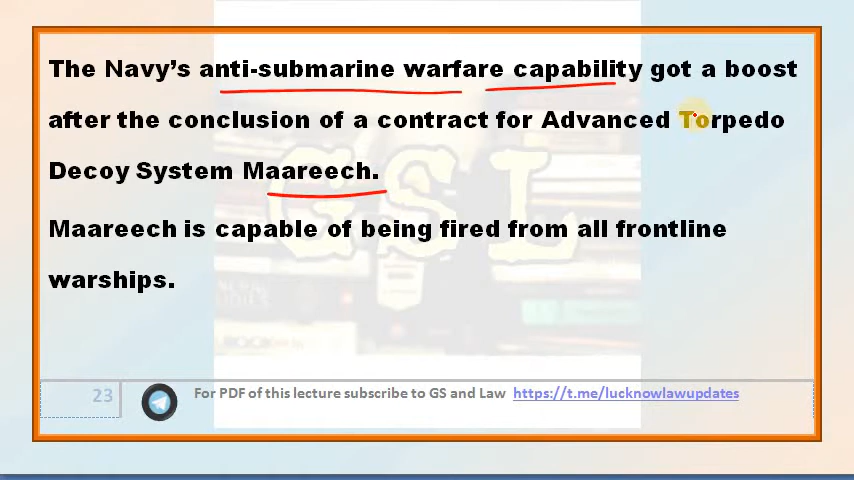 The Navy's anti-submarine warfare capability got a boost
after the conclusion of a contract for Advanced Torpedo
Decoy System Maareech.
Maareech is capable of being fired from all frontline
warships.
GSL
23 For PDF of this lecture subscribe to GS and Law https://t.me/lucknowlawupdates